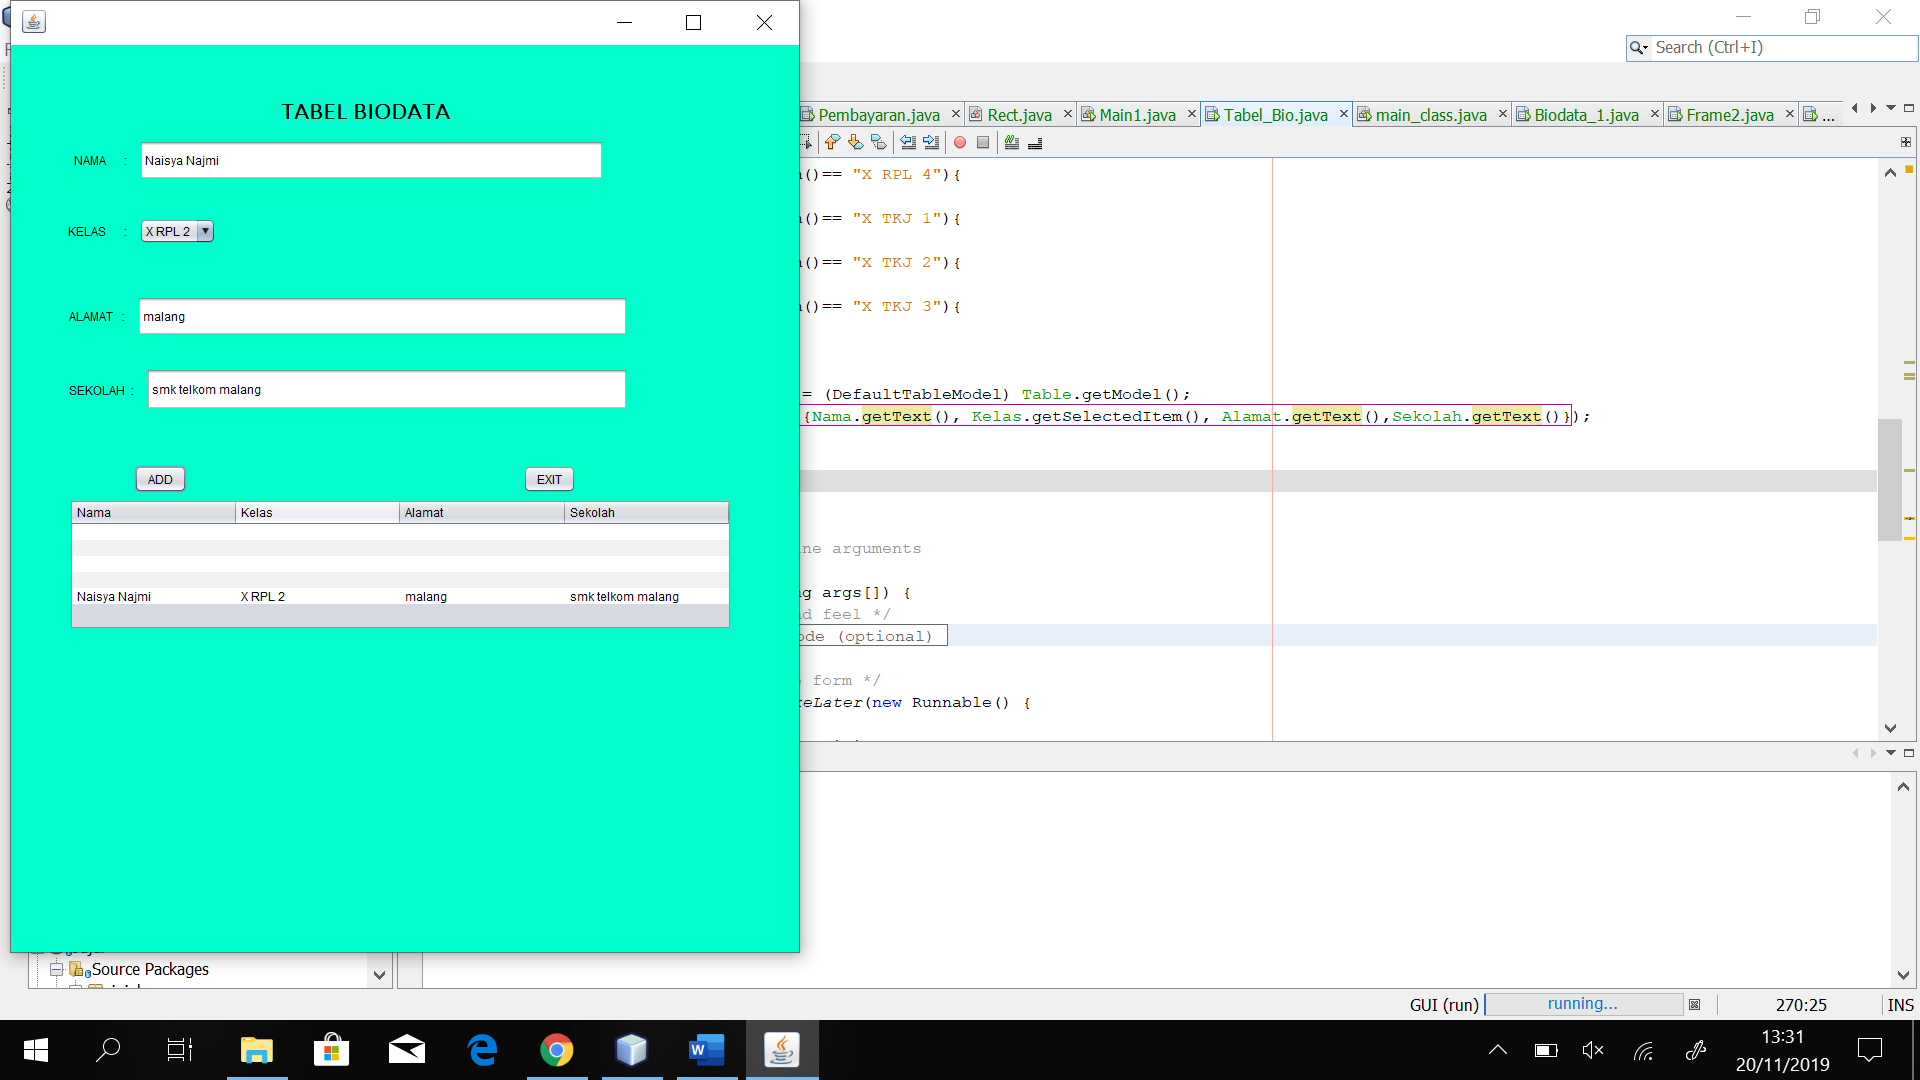 TABEL BIODATA
NAMA :
Naisya Najmi
KELAS :
X RPL 2
ALAMAT :
malang
SEKOLAH :
smk telkom malang
ADD
EXIT
Nama Kelas Alamat Sekolah
Naisya Najmi X RPL 2 malang smk telkom malang
Search (Ctrl+I)
Pembayaran.java Rect.java Main1.java Tabel_Bio.java main_class.java Biodata_1.java Frame2.java ...
()== "X RPL 4"){
()== "X TKJ 1"){
()== "X TKJ 2"){
()== "X TKJ 3"){
= (DefaultTableModel) Table.getModel();
{Nama.getText(), Kelas.getSelectedItem(), Alamat.getText(),Sekolah.getText()});
ne arguments
args[]) {
feel */
(optional)
form */
Later(new Runnable() {
Source Packages
GUI (run) running... 270:25 INS
13:31
20/11/2019